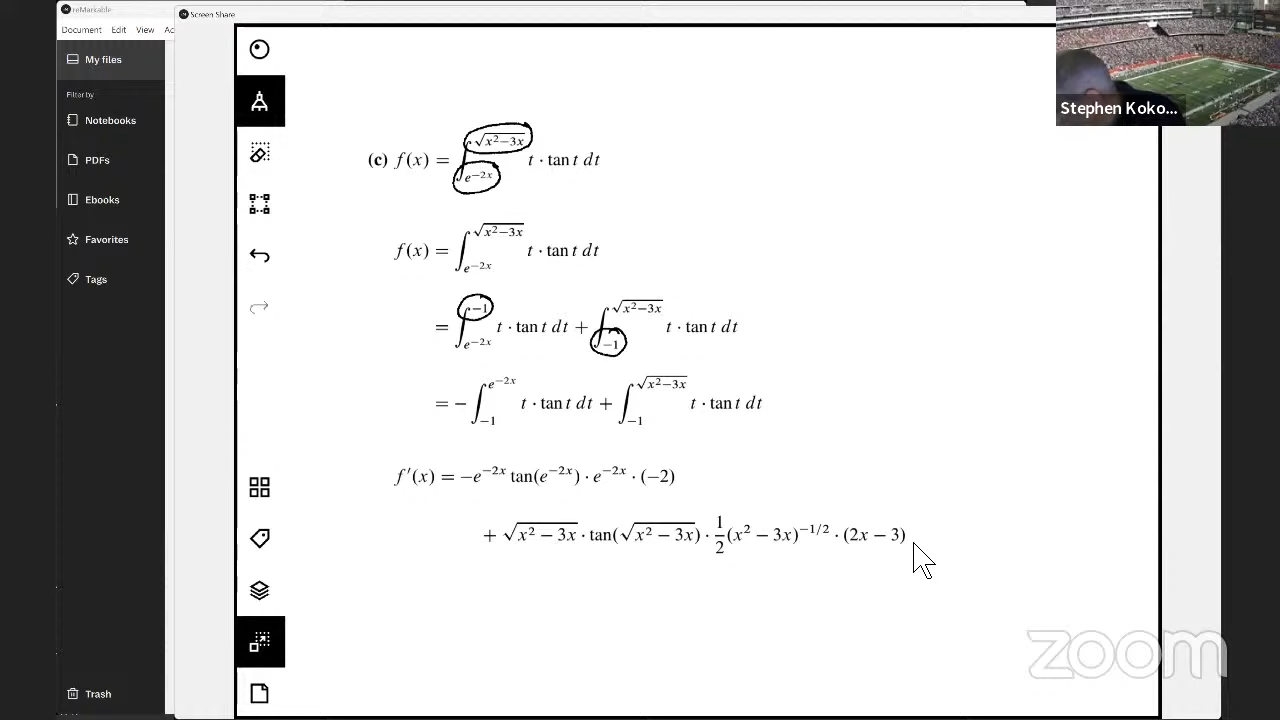 reMarkable
Screen Share
Document Edit View
My files
Filter by
Notebooks
PDFs
Ebooks
Favorites
Tags
Trash
Stephen Koko...
(c) f(x) = ∫_{e^{−2x}}^{√(x²−3x)} t · tan t dt
f(x) = ∫_{e^{−2x}}^{√(x²−3x)} t · tan t dt
= ∫_{e^{−2x}}^{−1} t · tan t dt + ∫_{−1}^{√(x²−3x)} t · tan t dt
= − ∫_{−1}^{e^{−2x}} t · tan t dt + ∫_{−1}^{√(x²−3x)} t · tan t dt
f′(x) = −e^{−2x} tan(e^{−2x}) · e^{−2x} · (−2)
+ √(x² − 3x) · tan(√(x² − 3x)) · 1/2 (x² − 3x)^{−1/2} · (2x − 3)
zoom